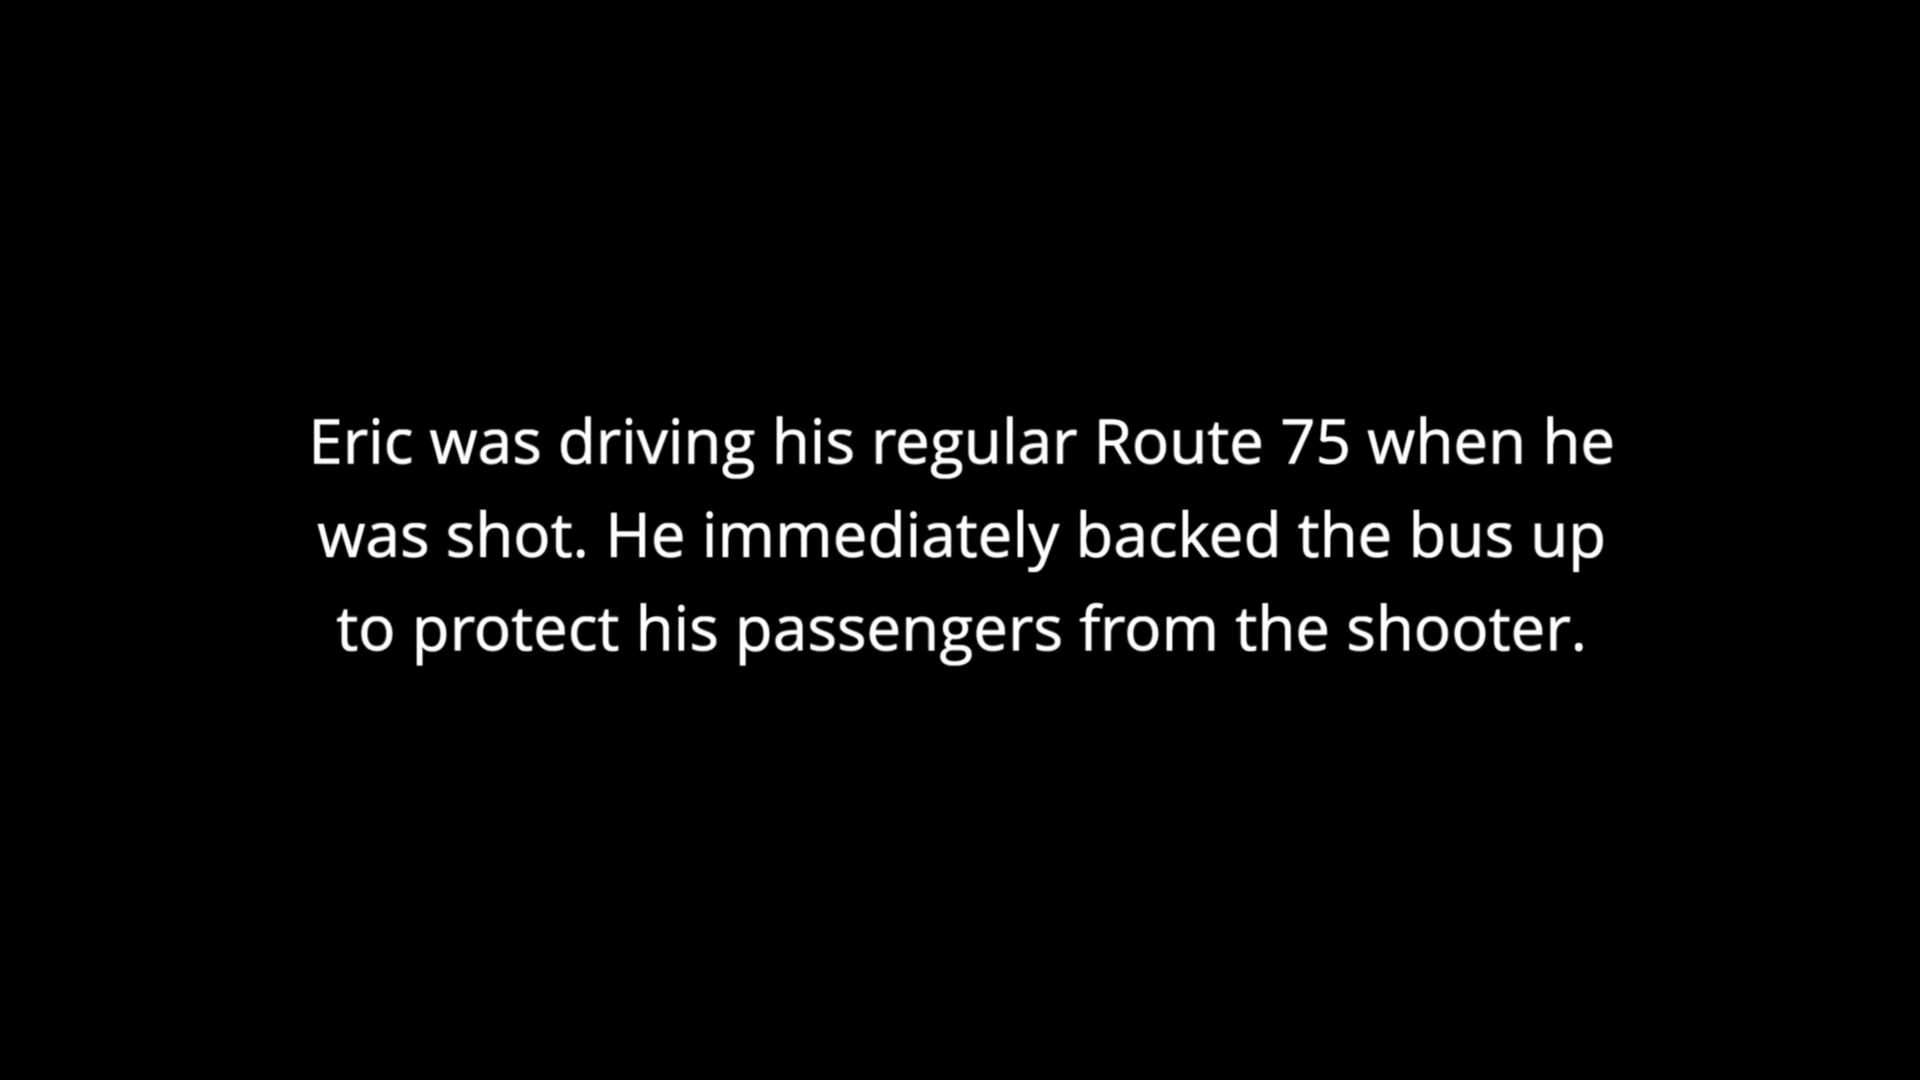 Eric was driving his regular Route 75 when he
was shot. He immediately backed the bus up
to protect his passengers from the shooter.